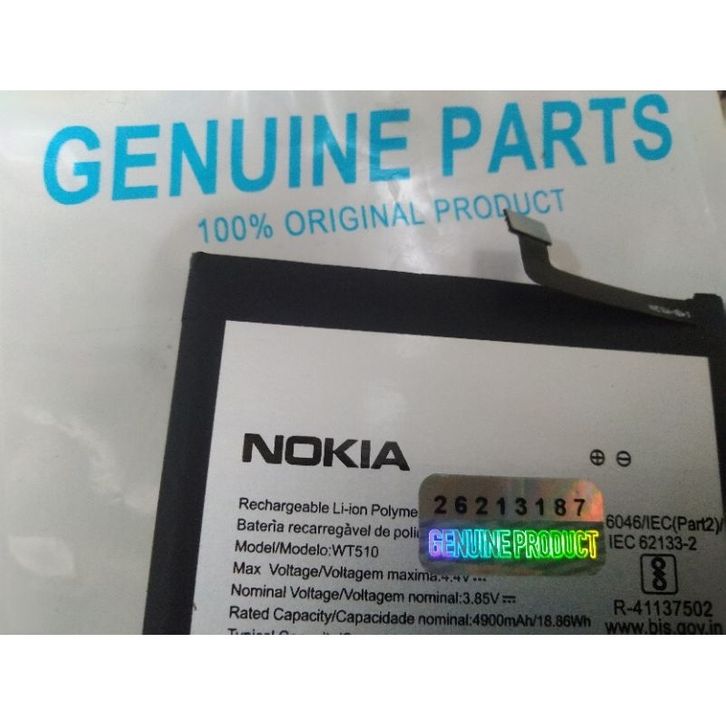 GENUINE PARTS
100% ORIGINAL PRODUCT
NOKIA
Rechargeable Li-ion Polyme
26213187
6046/IEC(Part2)/
Bateria recarregàvel de poli
GENUINE PRODUCT
IEC 62133-2
Model/Modelo:WT510
Max Voltage/Voltagem maxima:4.4V
Nominal Voltage/Voltagem nominal:3.85V
R-41137502
Rated Capacity/Capacidade nominal:4900mAh/18.86Wh
www.bis.gov.in